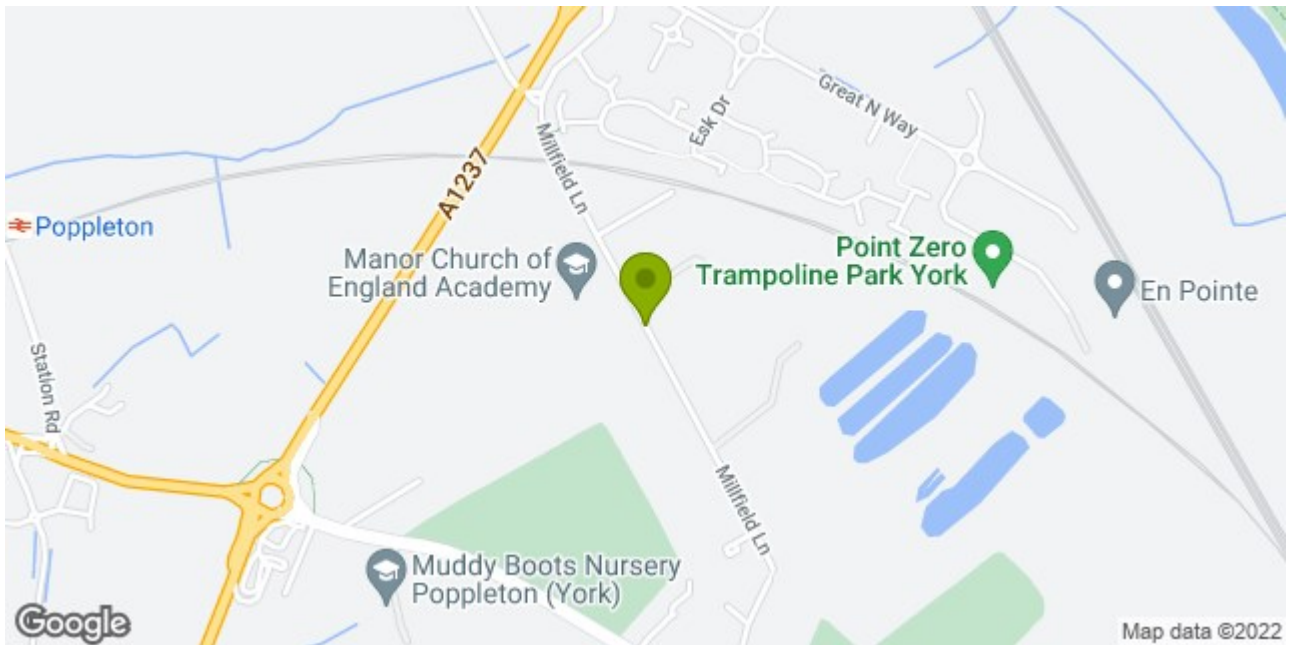 Great N Way
Esk Dr
Millfield Ln
A1237
Poppleton
Manor Church of
England Academy
Point Zero
Trampoline Park York
En Pointe
Station Rd
Millfield Ln
Muddy Boots Nursery
Poppleton (York)
Google
Map data ©2022